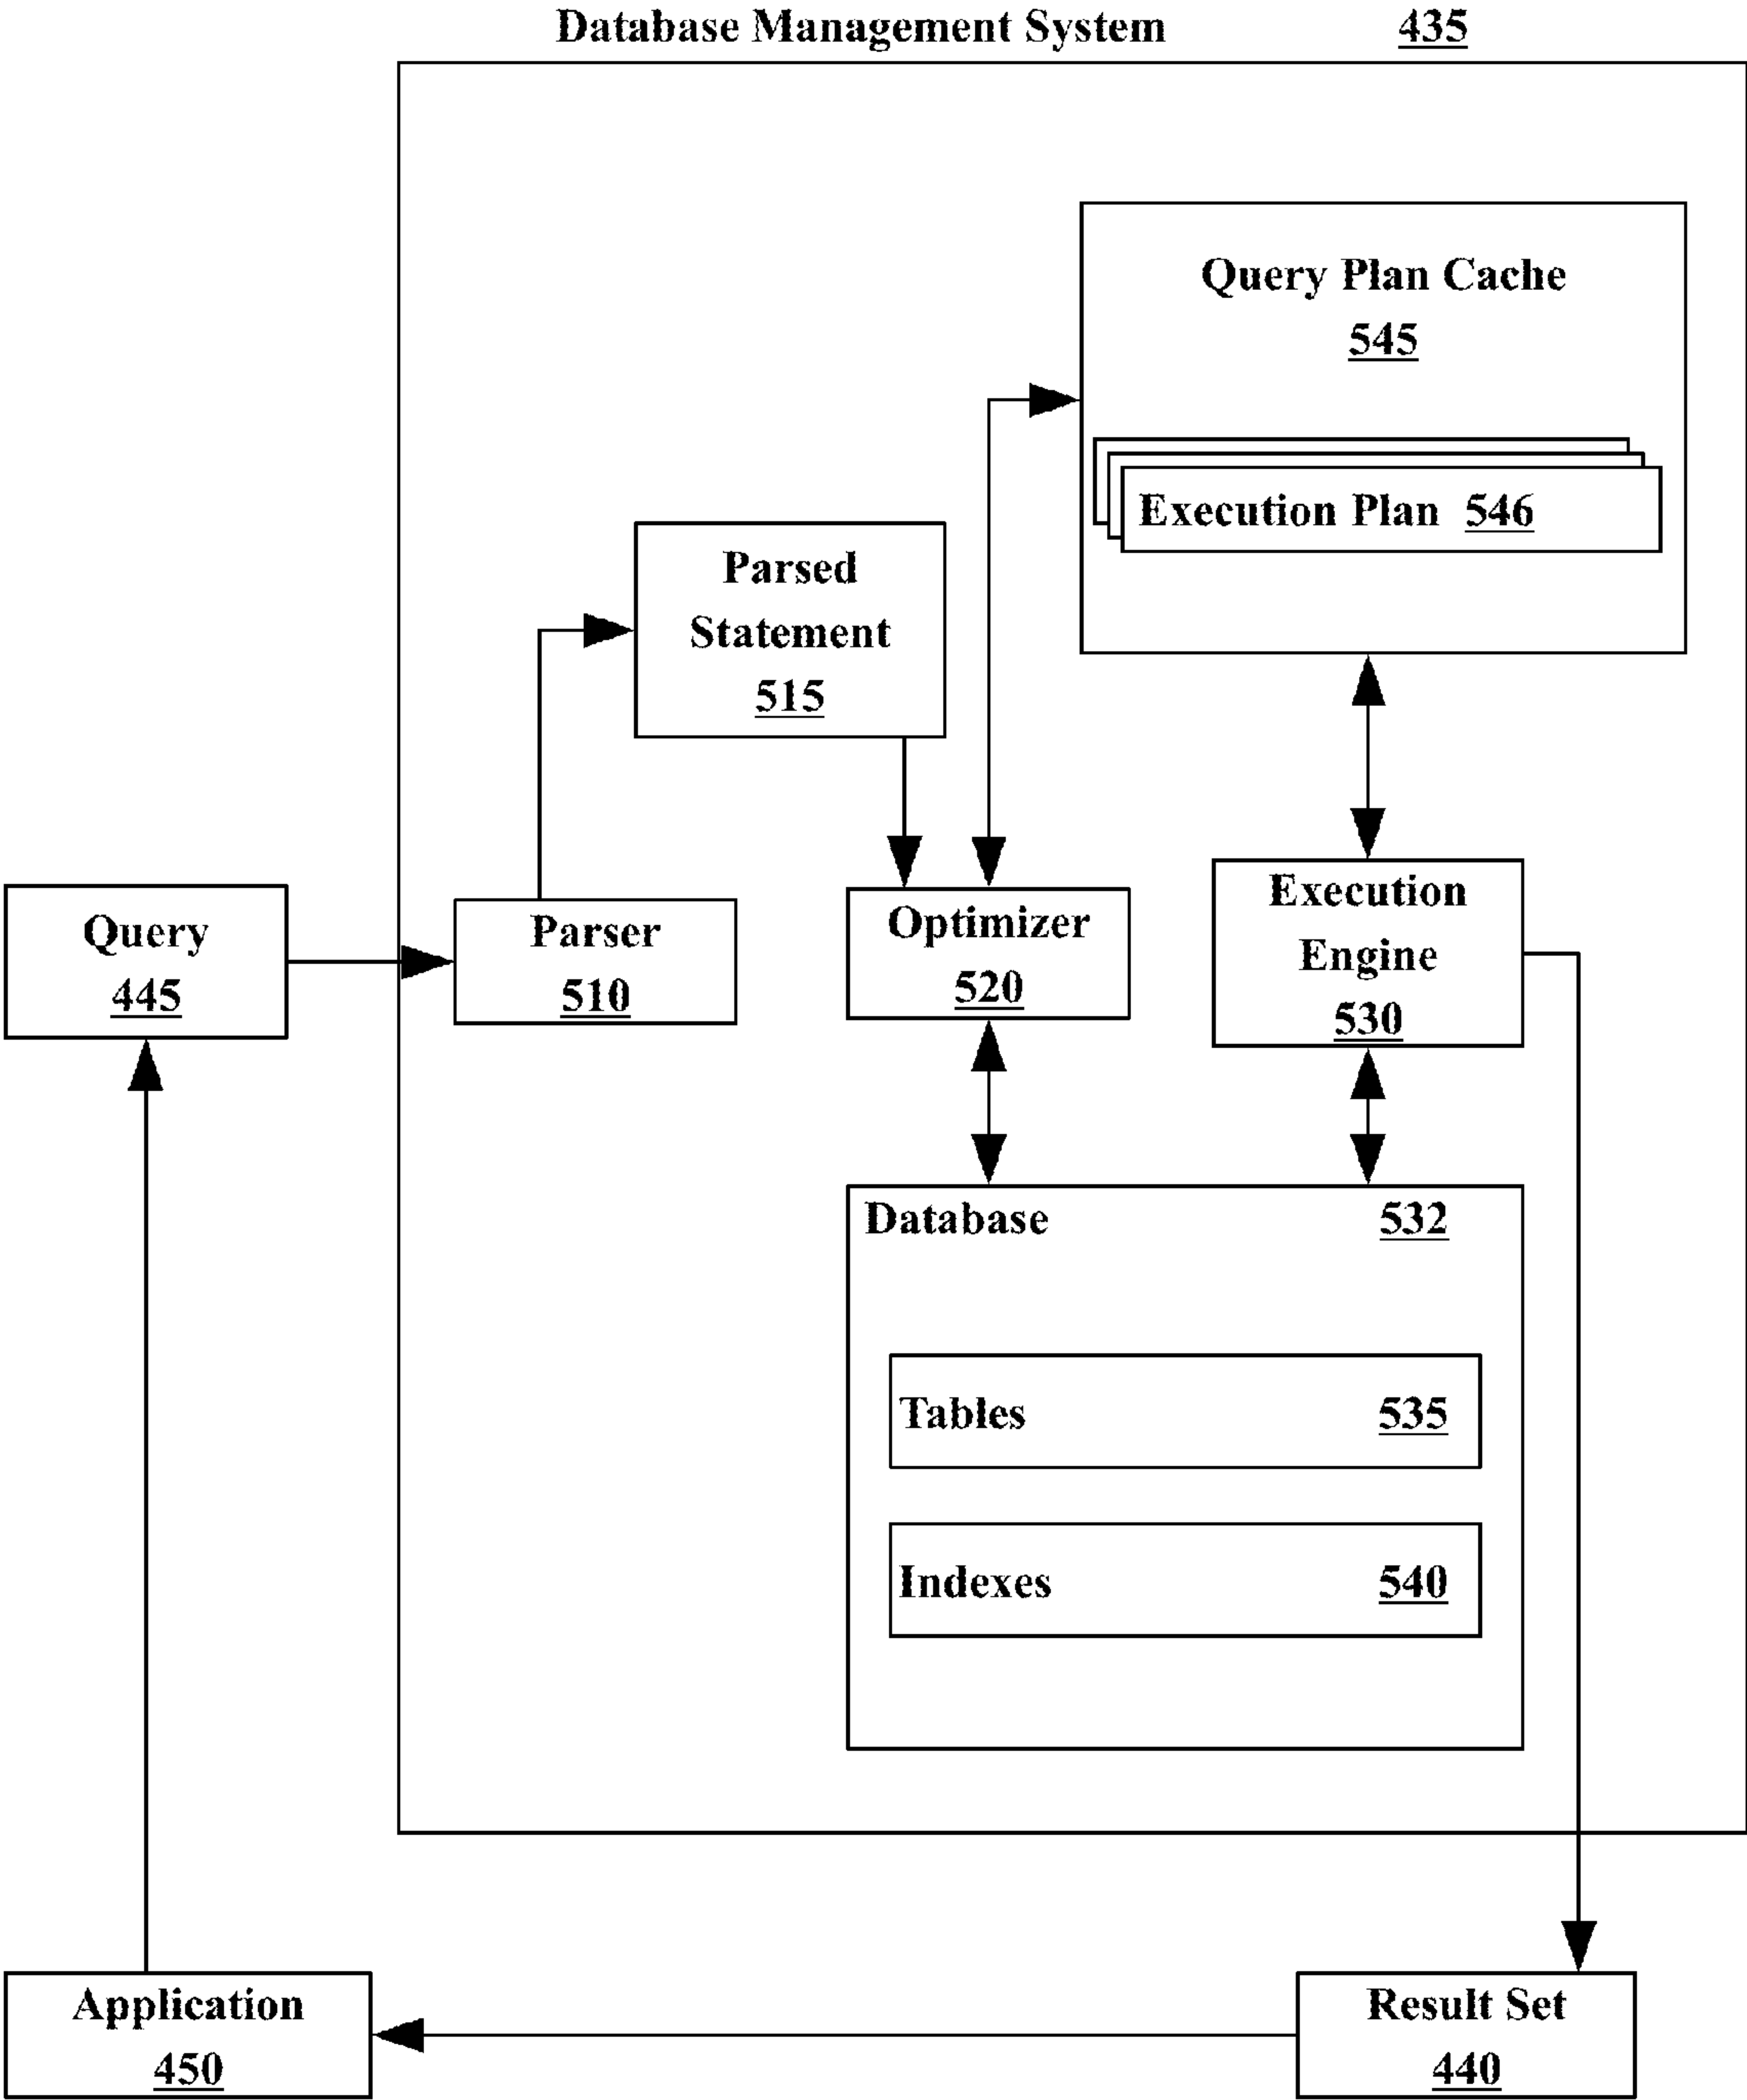 Database Management System 435
Query Plan Cache
545
Execution Plan 546
Parsed
Statement
515
Query
445
Parser
510
Optimizer
520
Execution
Engine
530
Database 532
Tables 535
Indexes 540
Application
450
Result Set
440